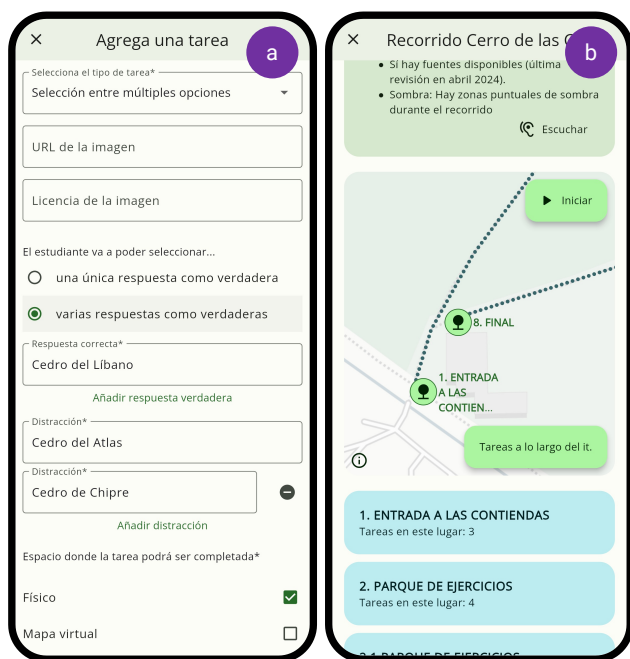 Agrega una tarea
a
Selecciona el tipo de tarea*
Selección entre múltiples opciones
URL de la imagen
Licencia de la imagen
El estudiante va a poder seleccionar...
una única respuesta como verdadera
varias respuestas como verdaderas
Respuesta correcta*
Cedro del Líbano
Añadir respuesta verdadera
Distracción*
Cedro del Atlas
Distracción*
Cedro de Chipre
Añadir distracción
Espacio donde la tarea podrá ser completada*
Físico
Mapa virtual
Recorrido Cerro de las
b
Sí hay fuentes disponibles (última
revisión en abril 2024).
Sombra: Hay zonas puntuales de sombra
durante el recorrido
Escuchar
Iniciar
8. FINAL
1. ENTRADA
A LAS
CONTIEN...
Tareas a lo largo del it.
1. ENTRADA A LAS CONTIENDAS
Tareas en este lugar: 3
2. PARQUE DE EJERCICIOS
Tareas en este lugar: 4
2.1 PARQUE DE EJERCICIOS